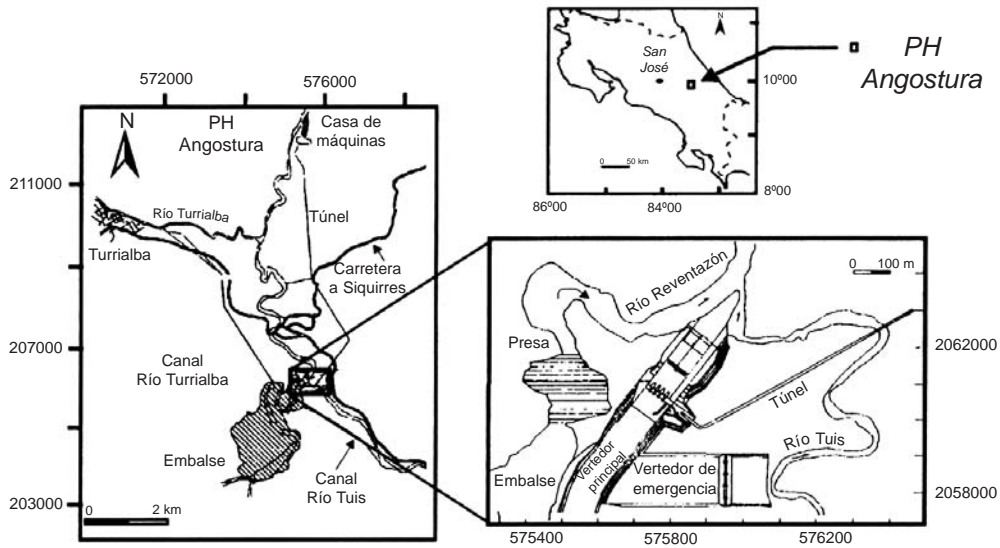 572000
576000
211000
207000
203000
N
PH
Angostura
Casa de
máquinas
Río Turrialba
Túnel
Turrialba
Carretera
a Siquirres
Canal
Río Turrialba
Embalse
Canal
Río Tuis
0 2 km
N
San
José
0 50 km
10º00
8º00
86º00
84º00
PH
Angostura
0 100 m
Río Reventazón
Presa
Túnel
Río Tuis
Embalse
Vertedor
principal
Vertedor de
emergencia
2062000
2058000
575400
575800
576200